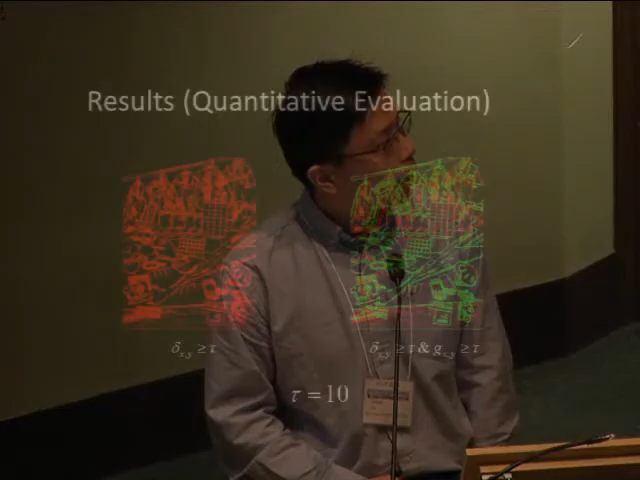 Results (Quantitative Evaluation)
δx,y ≥ τ
δx,y ≥ τ & gx,y ≥ τ
τ = 10